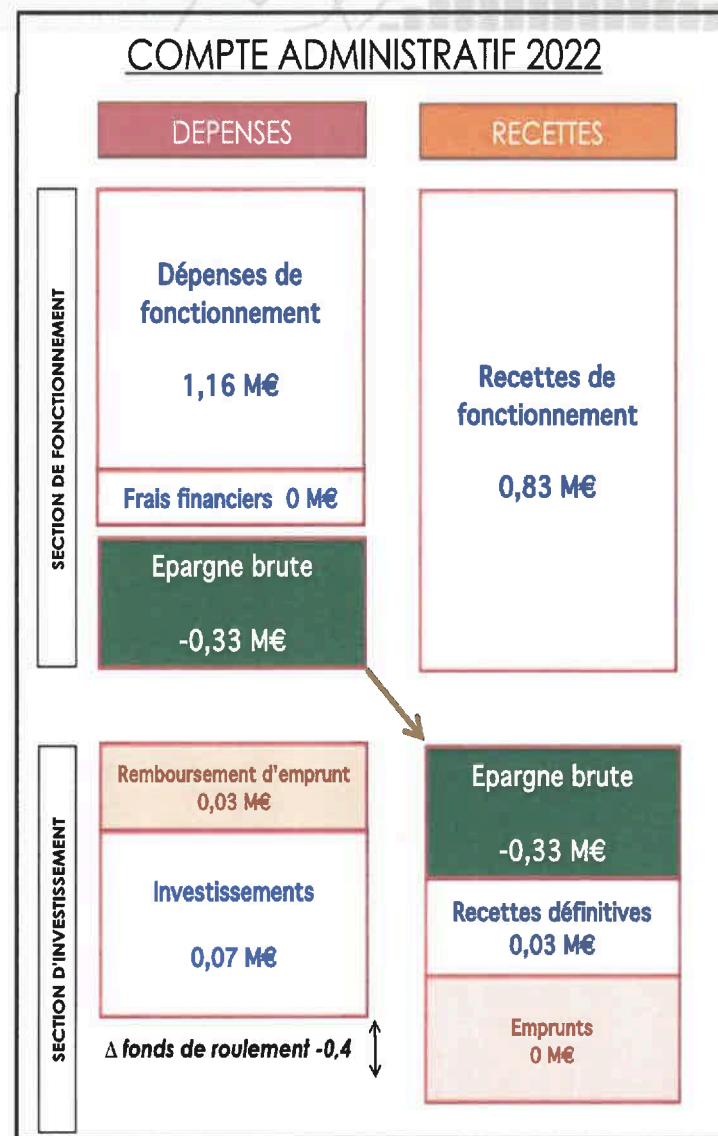 COMPTE ADMINISTRATIF 2022
DEPENSES
RECETTES
SECTION DE FONCTIONNEMENT
Dépenses de
fonctionnement
1,16 M€
Frais financiers 0 M€
Epargne brute
-0,33 M€
Recettes de
fonctionnement
0,83 M€
SECTION D'INVESTISSEMENT
Remboursement d'emprunt
0,03 M€
Investissements
0,07 M€
Δ fonds de roulement -0,4
Epargne brute
-0,33 M€
Recettes définitives
0,03 M€
Emprunts
0 M€